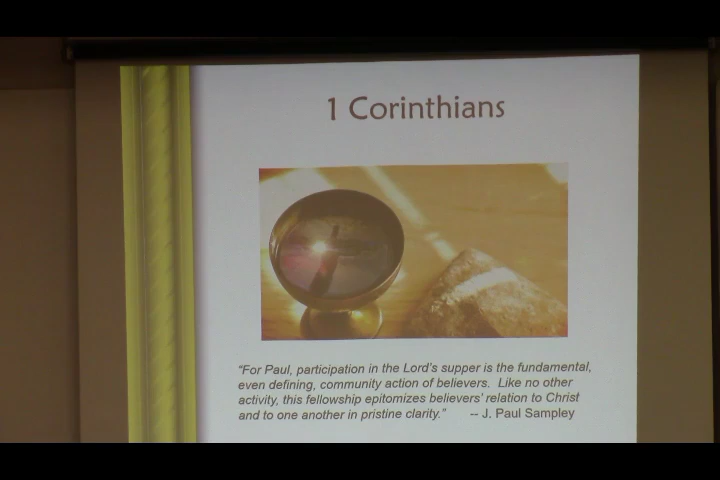 1 Corinthians
“For Paul, participation in the Lord’s supper is the fundamental,
even defining, community action of believers.  Like no other
activity, this fellowship epitomizes believers’ relation to Christ
and to one another in pristine clarity.”       -- J. Paul Sampley